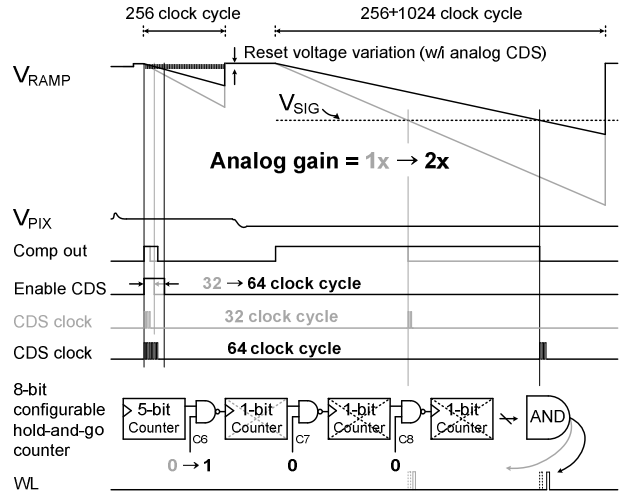 256 clock cycle
256+1024 clock cycle
Reset voltage variation (w/i analog CDS)
VRAMP
VSIG
Analog gain = 1x → 2x
VPIX
Comp out
Enable CDS
32 → 64 clock cycle
CDS clock
32 clock cycle
CDS clock
64 clock cycle
8-bit
configurable
hold-and-go
counter
5-bit
Counter
C6
1-bit
Counter
C7
1-bit
Counter
C8
1-bit
Counter
AND
0 → 1
0
0
WL